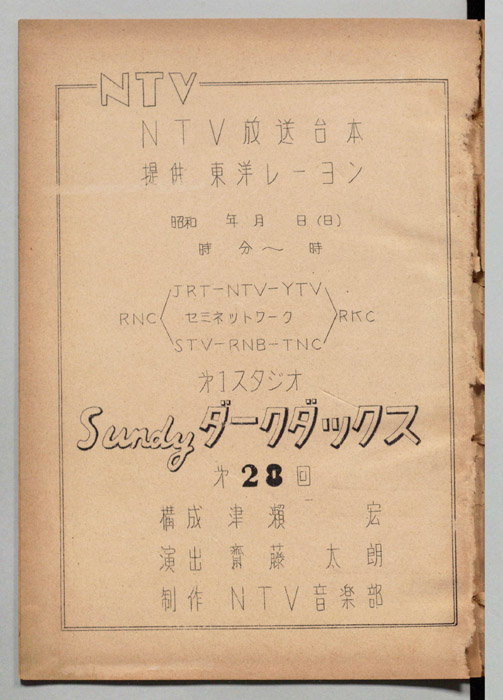 NTV
NTV放送台本
提供 東洋レーヨン
昭和 年 月 日(日)
時 分～ 時
JRT-NTV-YTV
RNC セミネットワーク RKC
STV-RNB-TNC
才1スタジオ
Sundy ダークダックス
才28回
構成 津瀬 宏
演出 齋藤太朗
制作 NTV音楽部